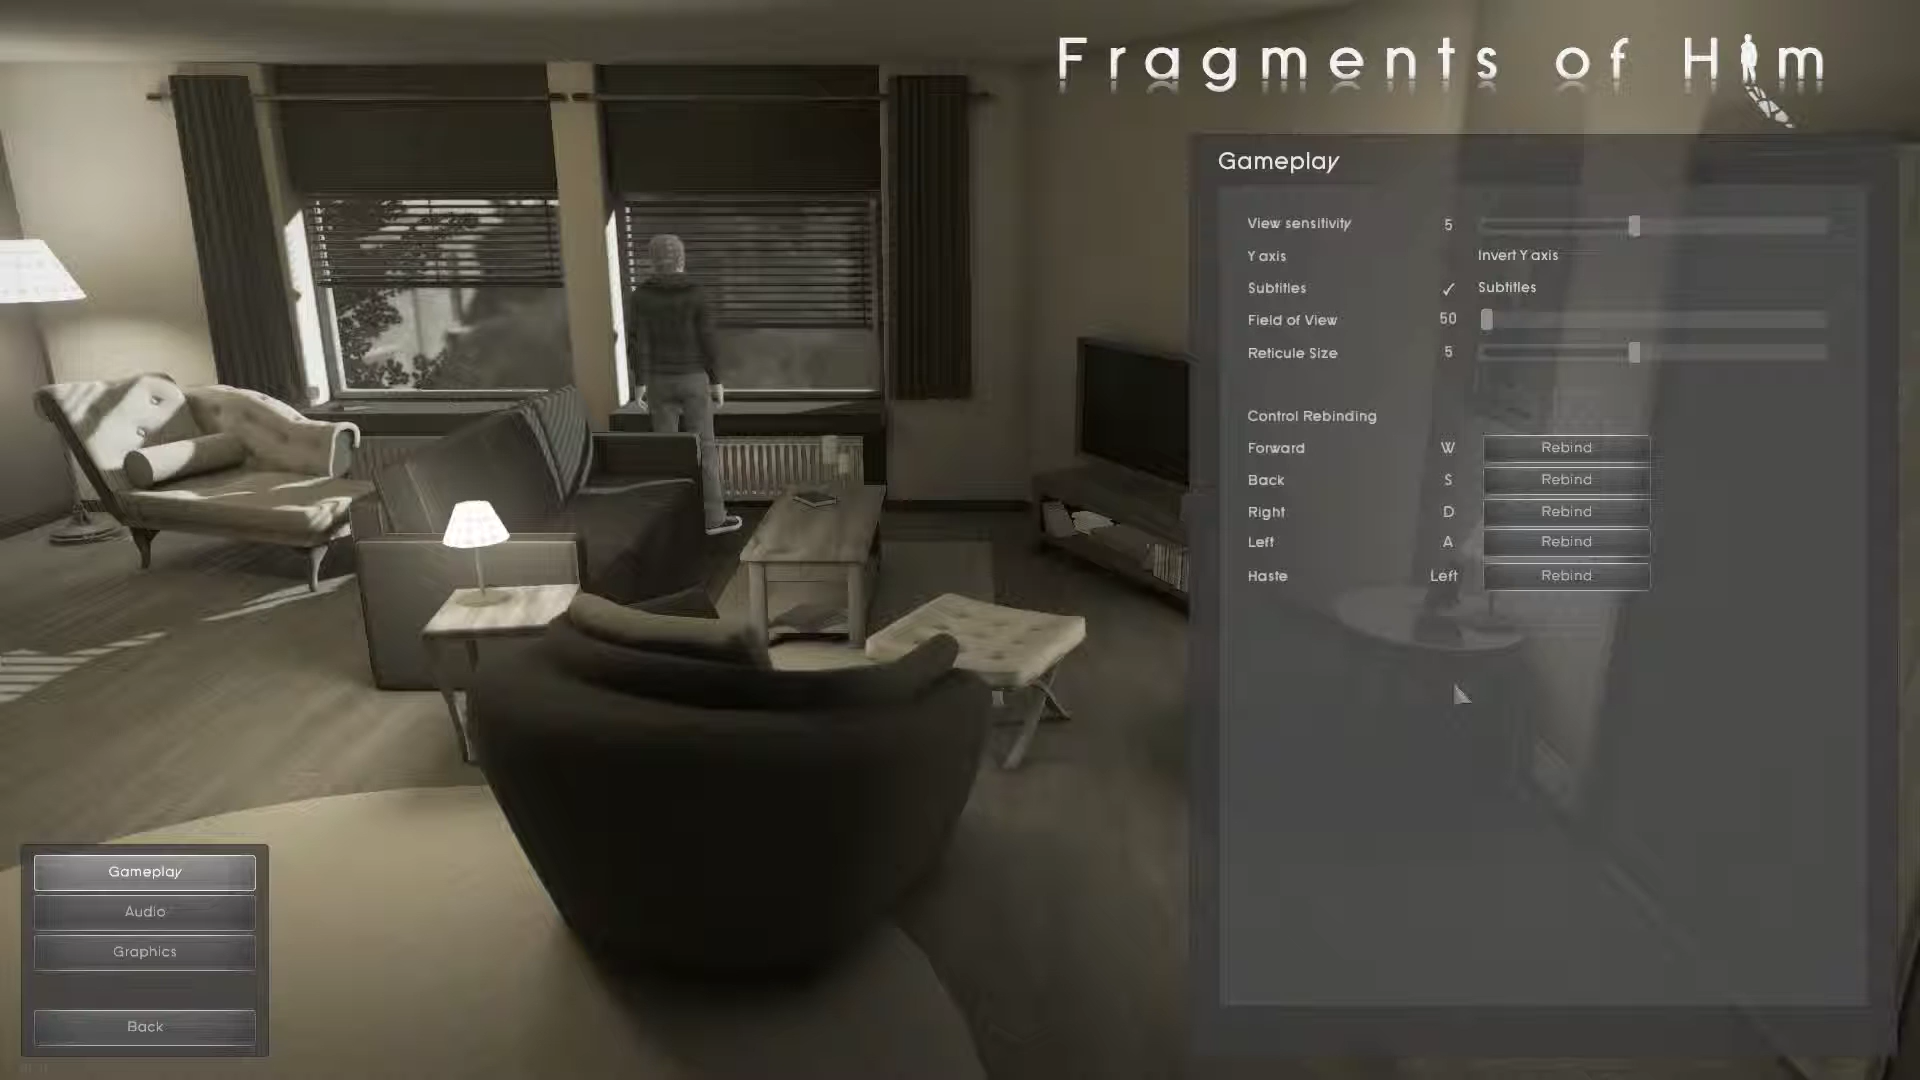 Fragments of Him
Gameplay
View sensitivity 5
Y axis Invert Y axis
Subtitles ✓ Subtitles
Field of View 50
Reticule Size 5
Control Rebinding
Forward W Rebind
Back S Rebind
Right D Rebind
Left A Rebind
Haste Left Rebind
Gameplay
Audio
Graphics
Back